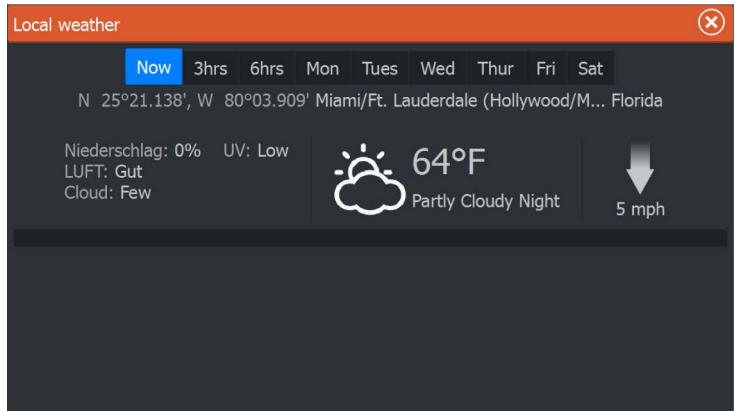 Local weather
Now 3hrs 6hrs Mon Tues Wed Thur Fri Sat
N 25°21.138', W 80°03.909' Miami/Ft. Lauderdale (Hollywood/M... Florida
Niederschlag: 0% UV: Low
LUFT: Gut
Cloud: Few
64°F
Partly Cloudy Night
5 mph